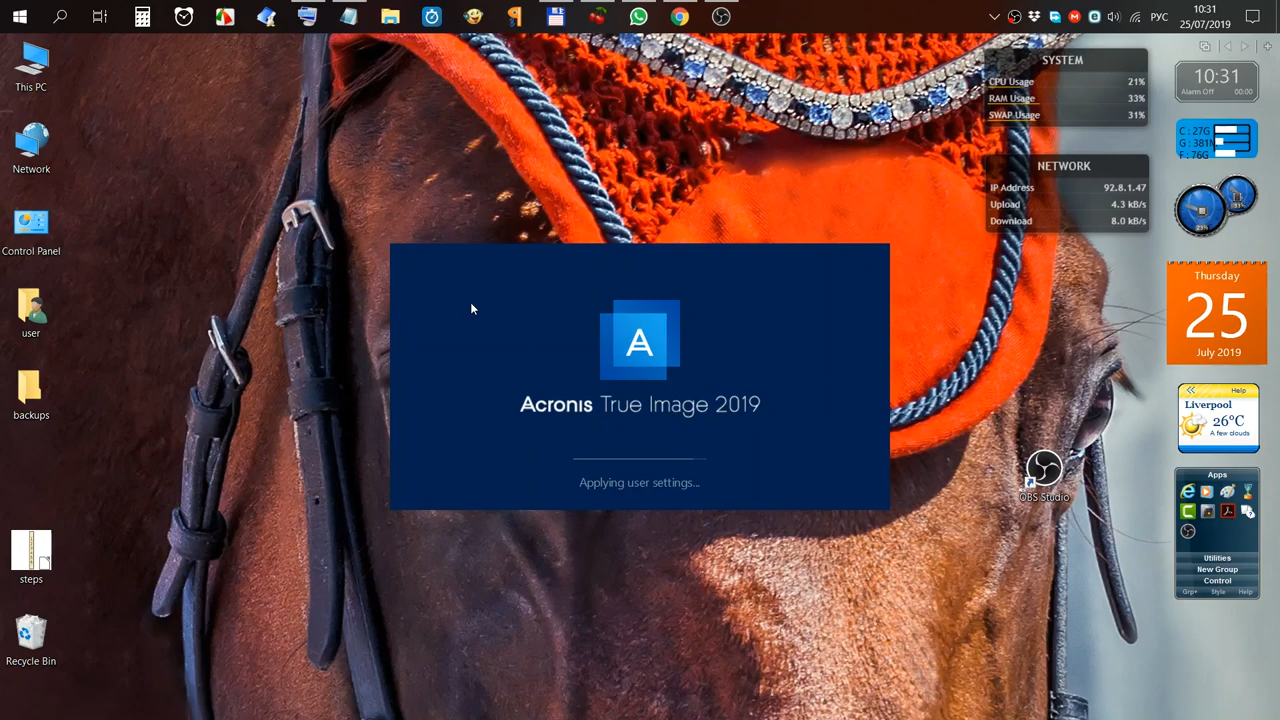 10:31
РУС
25/07/2019
This PC
Network
Control Panel
user
backups
steps
Recycle Bin
SYSTEM
CPU Usage 21%
RAM Usage 33%
SWAP Usage 31%
NETWORK
IP Address 92.8.1.47
Upload 4.3 kB/s
Download 8.0 kB/s
A
Acronis True Image 2019
Applying user settings...
OBS Studio
10:31
Alarm Off 00:00
C : 27G
G : 381M
F : 76G
23%
33%
Thursday
25
July 2019
Help
Liverpool
26°C
A few clouds
Apps
Utilities
New Group
Control
Grp+ Style Help